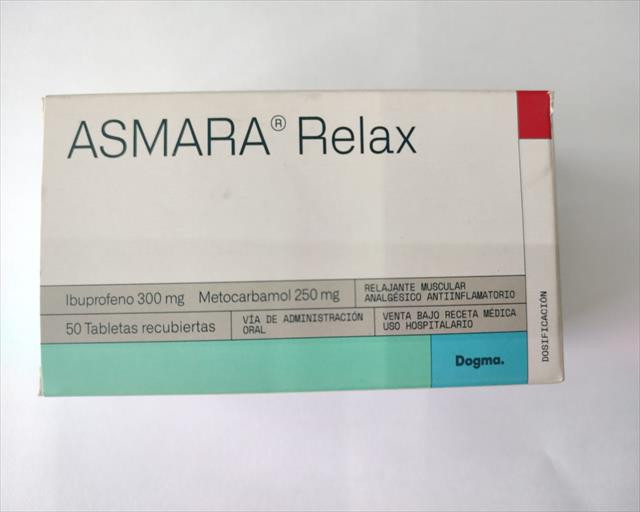 ASMARA® Relax
Ibuprofeno 300 mg Metocarbamol 250 mg
RELAJANTE MUSCULAR
ANALGÉSICO ANTIINFLAMATORIO
50 Tabletas recubiertas
VÍA DE ADMINISTRACIÓN
ORAL
VENTA BAJO RECETA MÉDICA
USO HOSPITALARIO
Dogma.
DOSIFICACIÓN